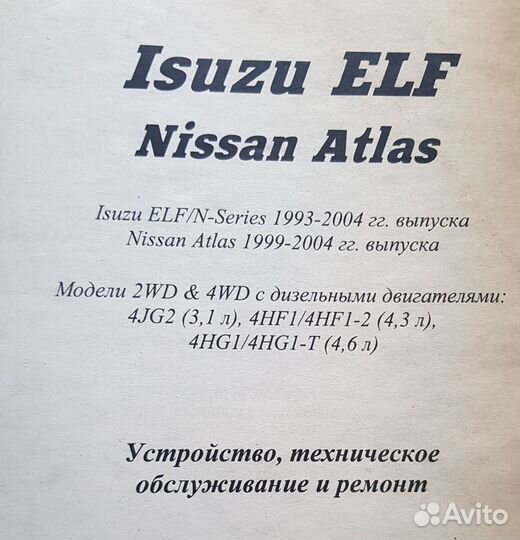 Isuzu ELF
Nissan Atlas
Isuzu ELF/N-Series 1993-2004 гг. выпуска
Nissan Atlas 1999-2004 гг. выпуска
Модели 2WD & 4WD с дизельными двигателями:
4JG2 (3,1 л), 4HF1/4HF1-2 (4,3 л),
4HG1/4HG1-T (4,6 л)
Устройство, техническое
обслуживание и ремонт
Avito